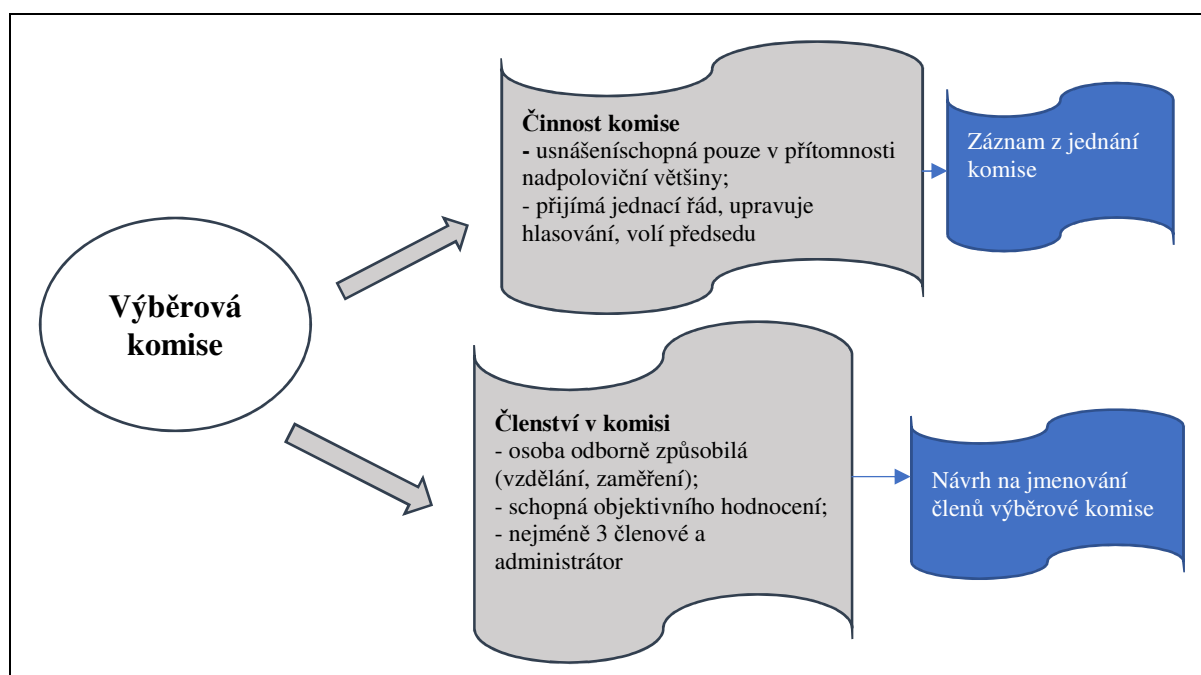 Výběrová
komise
Činnost komise
- usnášeníschopná pouze v přítomnosti
nadpoloviční většiny;
- přijímá jednací řád, upravuje
hlasování, volí předsedu
Záznam z jednání
komise
Členství v komisi
- osoba odborně způsobilá
(vzdělání, zaměření);
- schopná objektivního hodnocení;
- nejméně 3 členové a
administrátor
Návrh na jmenování
členů výběrové komise